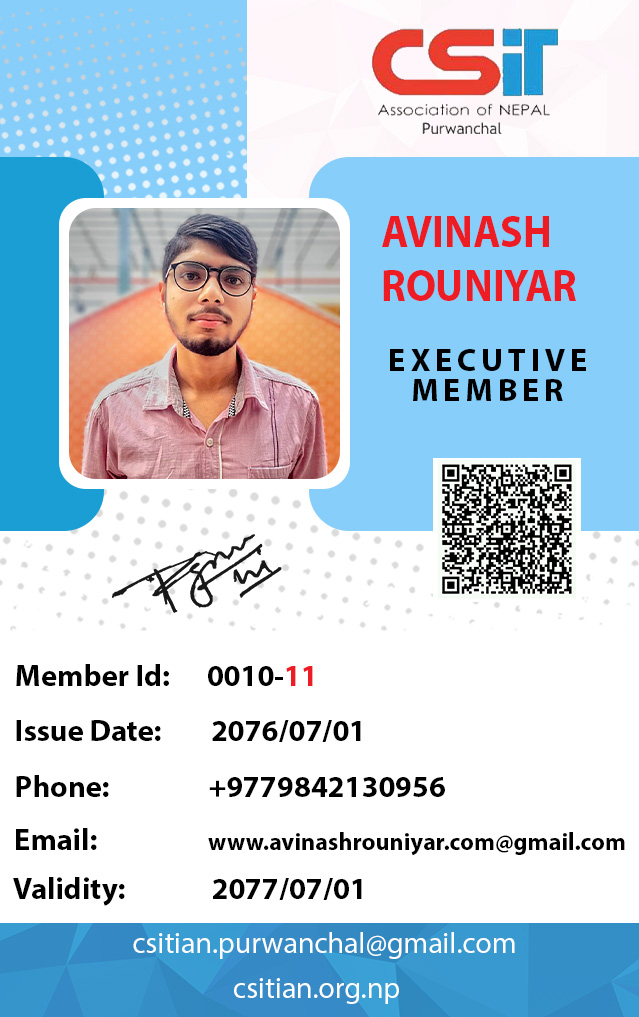 CSiT
Association of NEPAL
Purwanchal
AVINASH
ROUNIYAR
EXECUTIVE
MEMBER
Member Id: 0010-11
Issue Date: 2076/07/01
Phone: +9779842130956
Email: www.avinashrouniyar.com@gmail.com
Validity: 2077/07/01
csitian.purwanchal@gmail.com
csitian.org.np